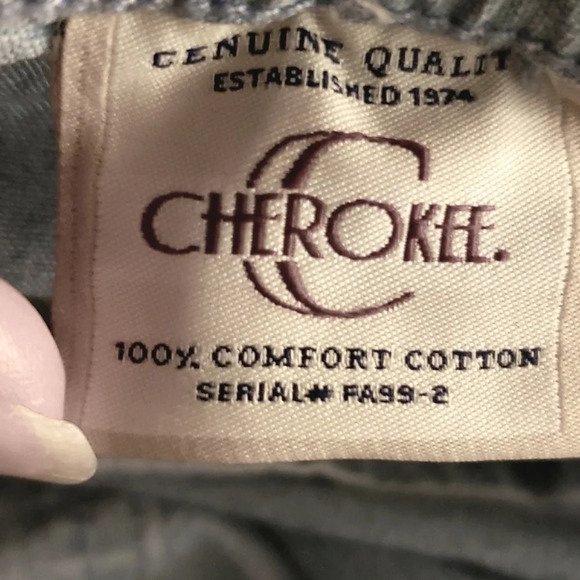 GENUINE QUALIT
ESTABLISHED 1974
CHEROKEE.
100% COMFORT COTTON
SERIAL# FA99-2